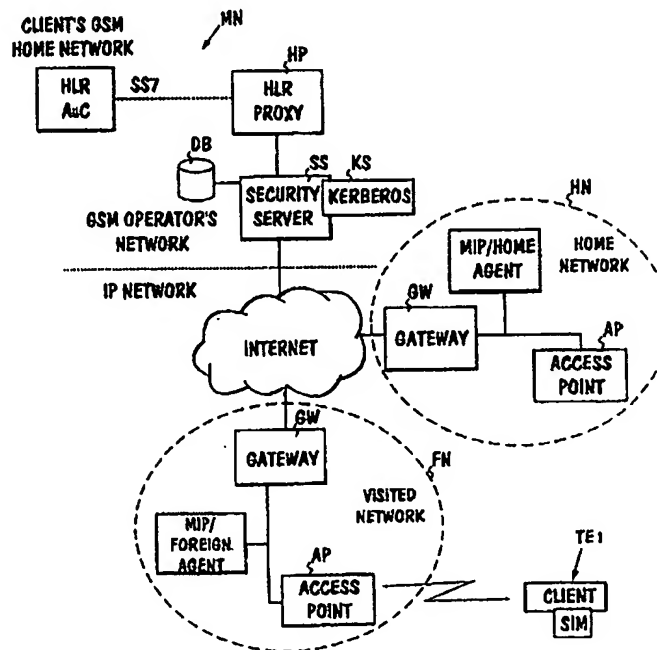 CLIENT'S GSM
HOME NETWORK
MN
HLR
AuC
SS7
HP
HLR
PROXY
DB
SS
KS
SECURITY
SERVER
KERBEROS
GSM OPERATOR'S
NETWORK
IP NETWORK
HN
MIP/HOME
AGENT
HOME
NETWORK
GW
GATEWAY
AP
ACCESS
POINT
INTERNET
GW
GATEWAY
FN
VISITED
NETWORK
MIP/
FOREIGN
AGENT
AP
ACCESS
POINT
TE1
CLIENT
SIM